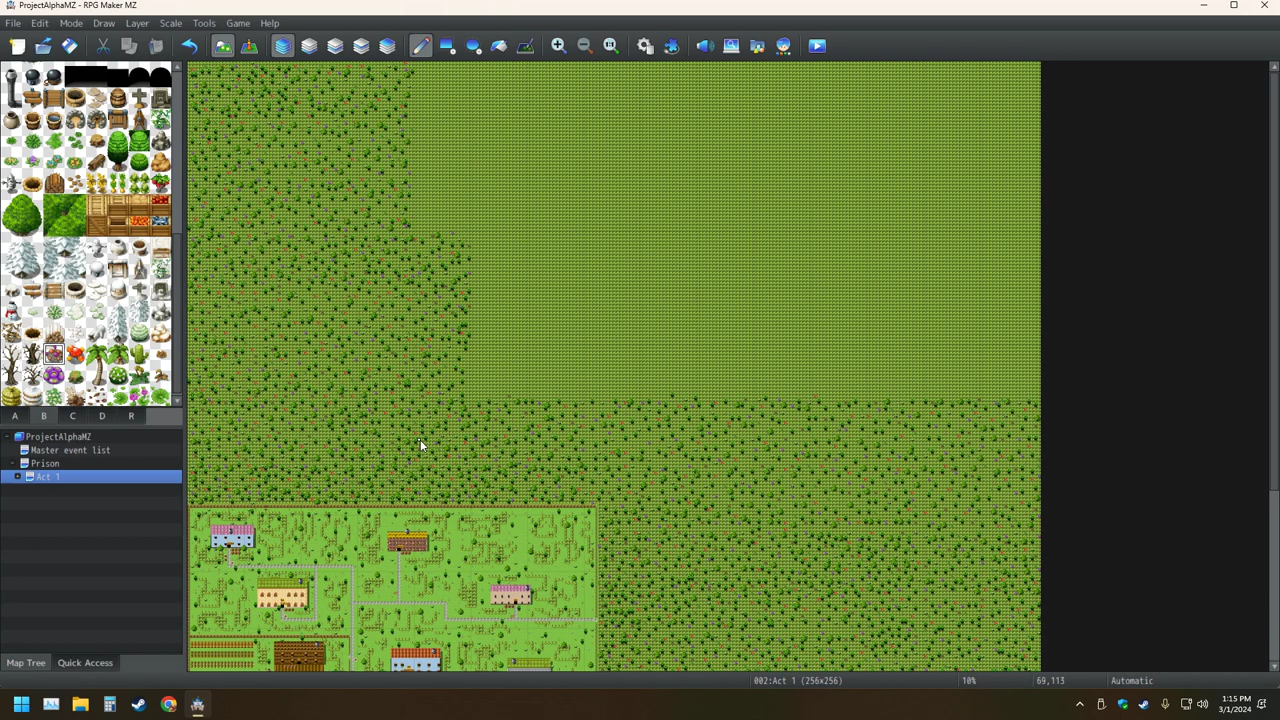 ProjectAlphaMZ - RPG Maker MZ
File Edit Mode Draw Layer Scale Tools Game Help
A B C D R
ProjectAlphaMZ
Master event list
Prison
Act 1
Map Tree Quick Access
002:Act 1 (256x256) 10% 69,113 Automatic
1:15 PM
3/1/2024